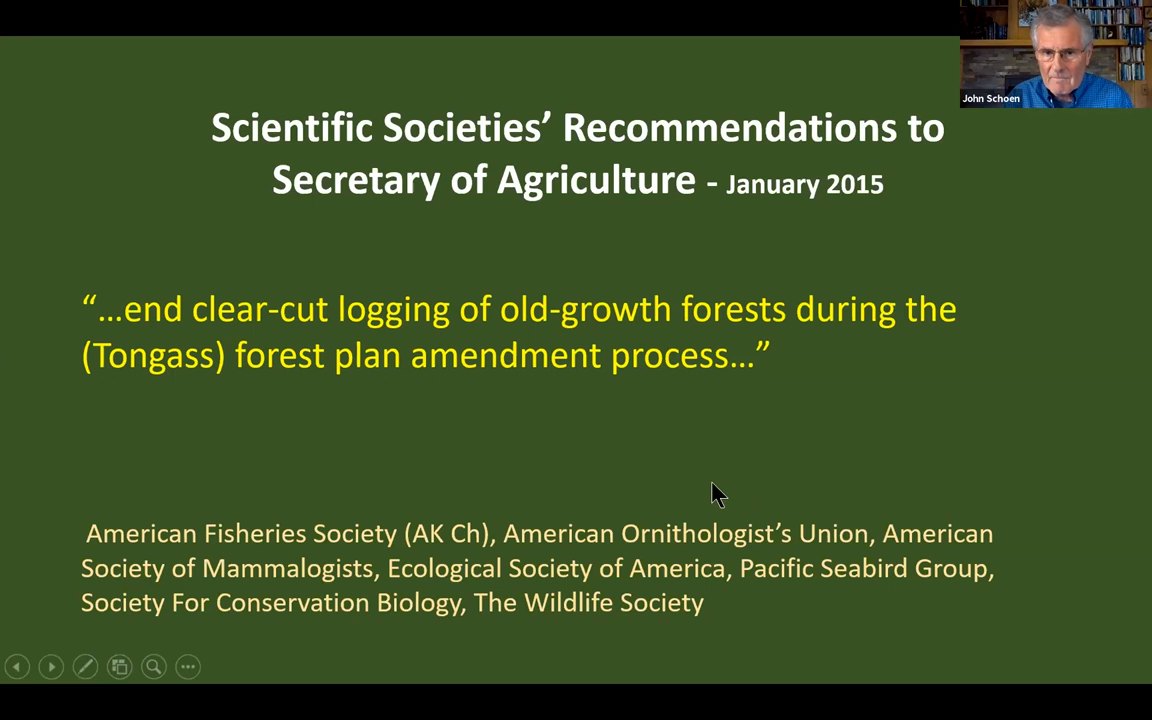 John Schoen
Scientific Societies’ Recommendations to
Secretary of Agriculture - January 2015
“…end clear-cut logging of old-growth forests during the
(Tongass) forest plan amendment process…”
American Fisheries Society (AK Ch), American Ornithologist’s Union, American
Society of Mammalogists, Ecological Society of America, Pacific Seabird Group,
Society For Conservation Biology, The Wildlife Society